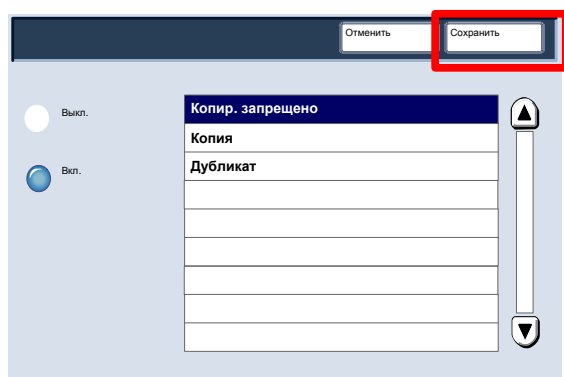 Отменить
Сохранить
Выкл.
Вкл.
Копир. запрещено
Копия
Дубликат